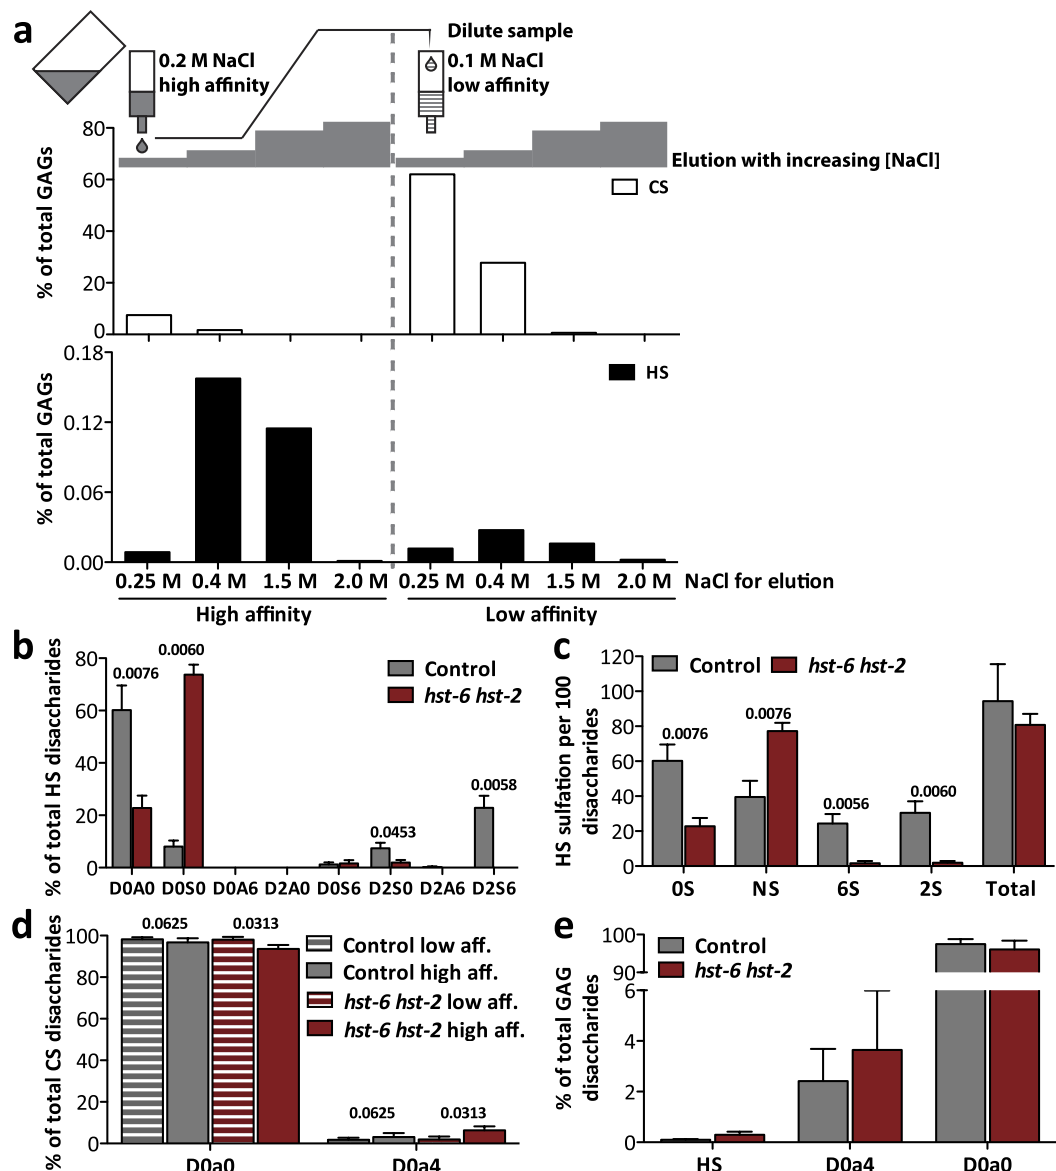 a
Dilute sample
0.2 M NaCl
high affinity
0.1 M NaCl
low affinity
Elution with increasing [NaCl]
% of total GAGs
80
60
40
20
0
CS
% of total GAGs
0.18
0.12
0.06
0.00
HS
0.25 M 0.4 M 1.5 M 2.0 M 0.25 M 0.4 M 1.5 M 2.0 M NaCl for elution
High affinity Low affinity
b
% of total HS disaccharides
80
60
40
20
0
0.0076
0.0060
0.0453
0.0058
Control
hst-6 hst-2
D0A0 D0S0 D0A6 D2A0 D0S6 D2S0 D2A6 D2S6
c
HS sulfation per 100
disaccharides
120
100
80
60
40
20
0
Control hst-6 hst-2
0.0076
0.0076
0.0056
0.0060
0S NS 6S 2S Total
d
% of total CS disaccharides
100
80
60
40
20
0
0.0625 0.0313
Control low aff.
Control high aff.
hst-6 hst-2 low aff.
hst-6 hst-2 high aff.
0.0625 0.0313
D0a0 D0a4
e
% of total GAG
disaccharides
100
90
6
4
2
0
Control
hst-6 hst-2
HS D0a4 D0a0